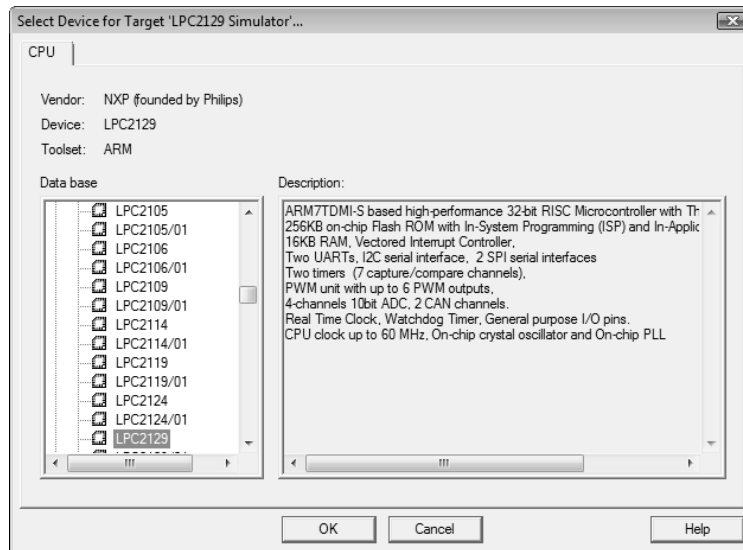 Select Device for Target 'LPC2129 Simulator'...
CPU
Vendor: NXP (founded by Philips)
Device: LPC2129
Toolset: ARM
Data base
LPC2105
LPC2105/01
LPC2106
LPC2106/01
LPC2109
LPC2109/01
LPC2114
LPC2114/01
LPC2119
LPC2119/01
LPC2124
LPC2124/01
LPC2129
Description:
ARM7TDMI-S based high-performance 32-bit RISC Microcontroller with Th
256KB on-chip Flash ROM with In-System Programming (ISP) and In-Applic
16KB RAM, Vectored Interrupt Controller,
Two UARTs, I2C serial interface, 2 SPI serial interfaces
Two timers (7 capture/compare channels),
PWM unit with up to 6 PWM outputs,
4-channels 10bit ADC, 2 CAN channels.
Real Time Clock, Watchdog Timer, General purpose I/O pins.
CPU clock up to 60 MHz, On-chip crystal oscillator and On-chip PLL
OK
Cancel
Help